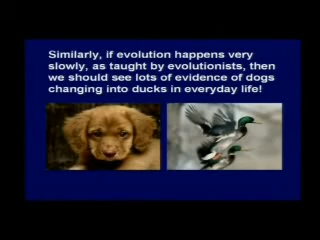 Similarly, if evolution happens very
slowly, as taught by evolutionists, then
we should see lots of evidence of dogs
changing into ducks in everyday life!